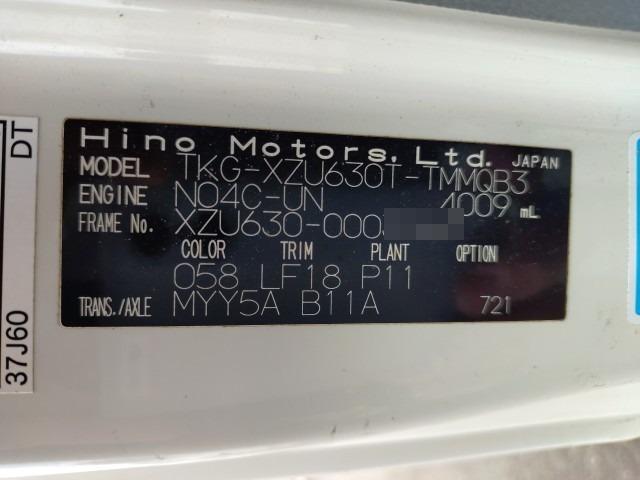 Hino Motors, Ltd. JAPAN
MODEL TKG-XZU630T-TMMQB3
ENGINE N04C-UN 4009 mL
FRAME No. XZU630-000
COLOR TRIM PLANT OPTION
058 LF18 P11
TRANS./AXLE MYY5A B11A 721
DT
37J60